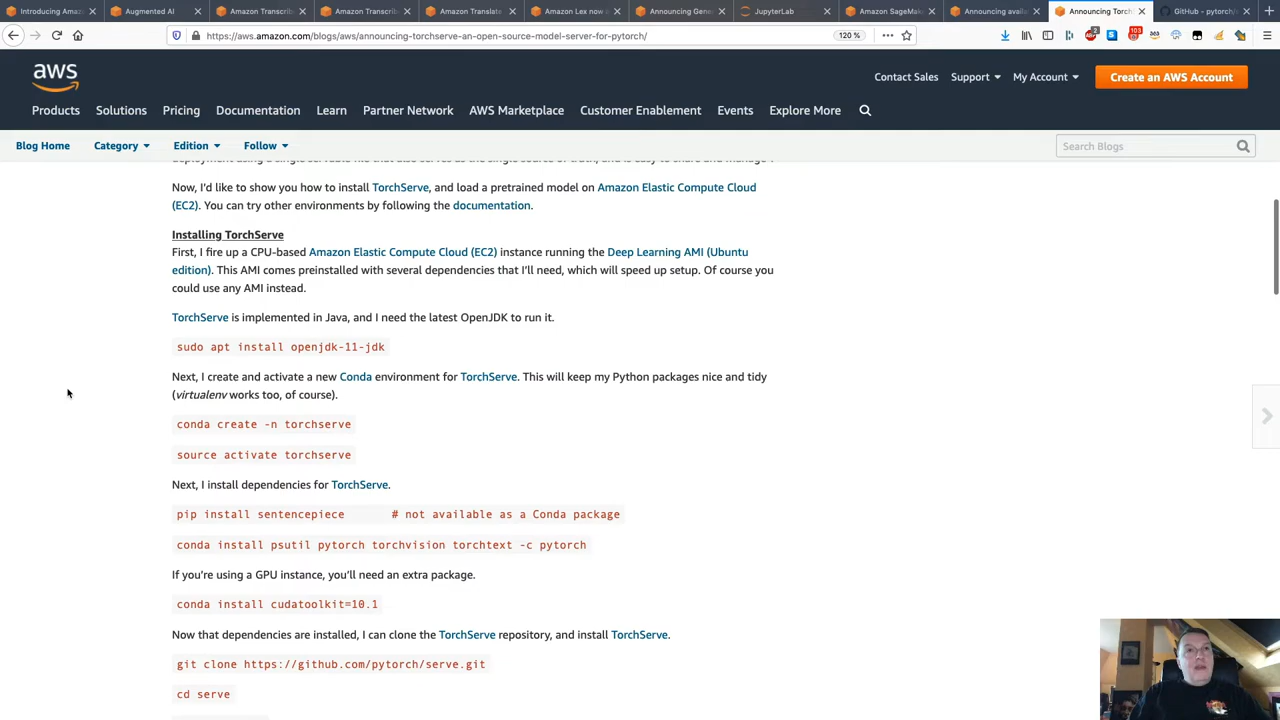 Introducing Amaz
Augmented AI
Amazon Transcrib
Amazon Transcrib
Amazon Translate
Amazon Lex now s
Announcing Gene
JupyterLab
Amazon SageMake
Announcing availa
Announcing Torch
GitHub - pytorch/
https://aws.amazon.com/blogs/aws/announcing-torchserve-an-open-source-model-server-for-pytorch/
120 %
103
aws
Contact Sales Support My Account Create an AWS Account
Products Solutions Pricing Documentation Learn Partner Network AWS Marketplace Customer Enablement Events Explore More
Blog Home Category Edition Follow Search Blogs
Deployment using a single servable file that also serves as the single source of truth, and is easy to share and manage".
Now, I'd like to show you how to install TorchServe, and load a pretrained model on Amazon Elastic Compute Cloud
(EC2). You can try other environments by following the documentation.
Installing TorchServe
First, I fire up a CPU-based Amazon Elastic Compute Cloud (EC2) instance running the Deep Learning AMI (Ubuntu
edition). This AMI comes preinstalled with several dependencies that I'll need, which will speed up setup. Of course you
could use any AMI instead.
TorchServe is implemented in Java, and I need the latest OpenJDK to run it.
sudo apt install openjdk-11-jdk
Next, I create and activate a new Conda environment for TorchServe. This will keep my Python packages nice and tidy
(virtualenv works too, of course).
conda create -n torchserve
source activate torchserve
Next, I install dependencies for TorchServe.
pip install sentencepiece # not available as a Conda package
conda install psutil pytorch torchvision torchtext -c pytorch
If you're using a GPU instance, you'll need an extra package.
conda install cudatoolkit=10.1
Now that dependencies are installed, I can clone the TorchServe repository, and install TorchServe.
git clone https://github.com/pytorch/serve.git
cd serve